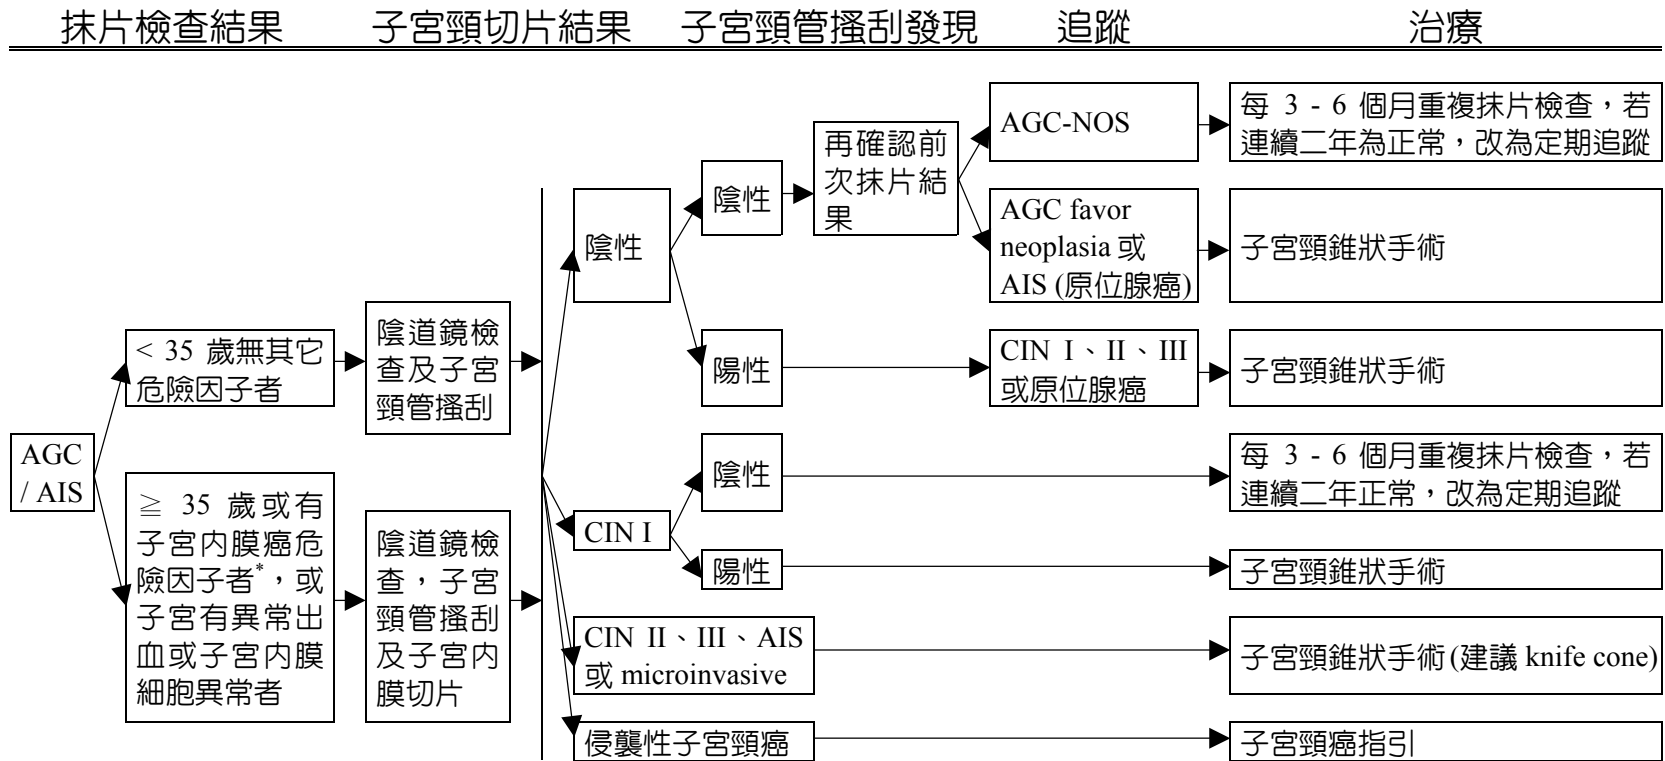 抹片檢查結果 子宮頸切片結果 子宮頸管搔刮發現 追蹤 治療
AGC
/ AIS
< 35 歲無其它
危險因子者
≧ 35 歲或有
子宮內膜癌危
險因子者*，或
子宮有異常出
血或子宮內膜
細胞異常者
陰道鏡檢
查及子宮
頸管搔刮
陰道鏡檢
查，子宮
頸管搔刮
及子宮內
膜切片
陰性
陰性
再確認前
次抹片結
果
AGC-NOS
每 3 - 6 個月重複抹片檢查，若
連續二年為正常，改為定期追蹤
AGC favor
neoplasia 或
AIS (原位腺癌)
子宮頸錐狀手術
陽性
CIN I、II、III
或原位腺癌
子宮頸錐狀手術
CIN I
陰性
每 3 - 6 個月重複抹片檢查，若
連續二年正常，改為定期追蹤
陽性
子宮頸錐狀手術
CIN II、III、AIS
或 microinvasive
子宮頸錐狀手術 (建議 knife cone)
侵襲性子宮頸癌
子宮頸癌指引